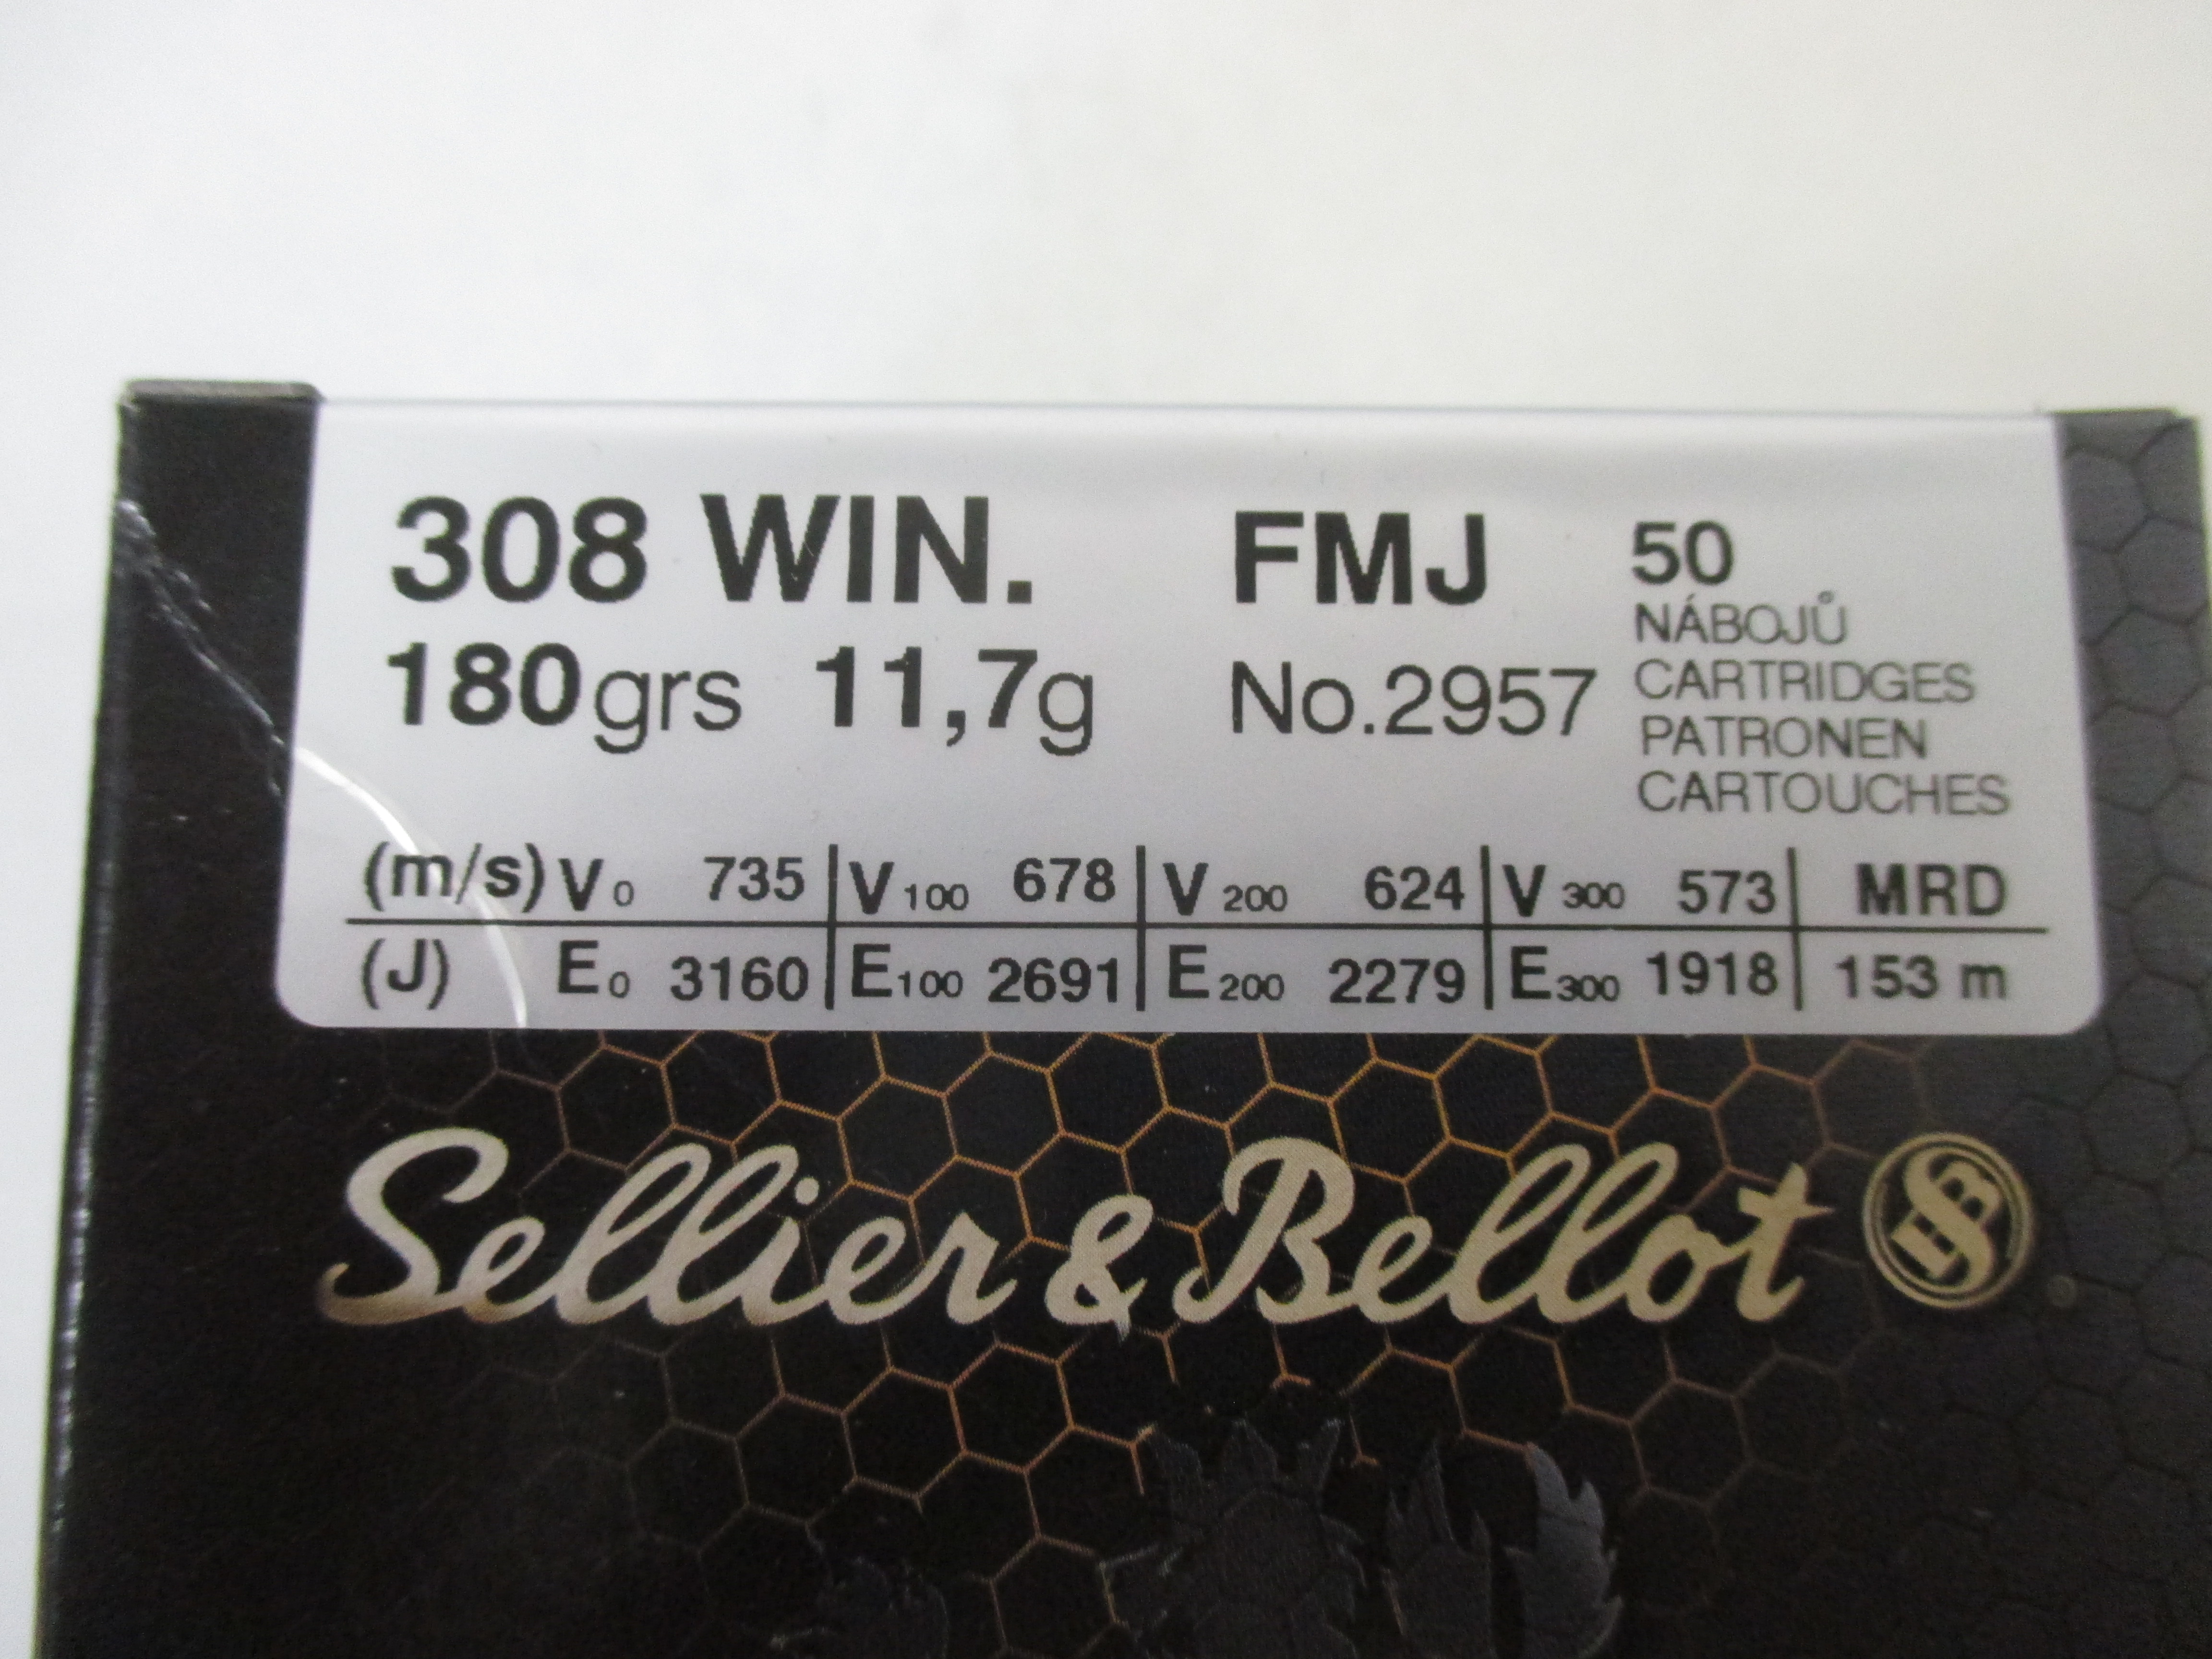 308 WIN. FMJ 50
NÁBOJŮ
180grs 11,7g No.2957 CARTRIDGES
PATRONEN
CARTOUCHES
(m/s) V0 735 V100 678 V200 624 V300 573 MRD
(J) E0 3160 E100 2691 E200 2279 E300 1918 153 m
Sellier & Bellot S&B